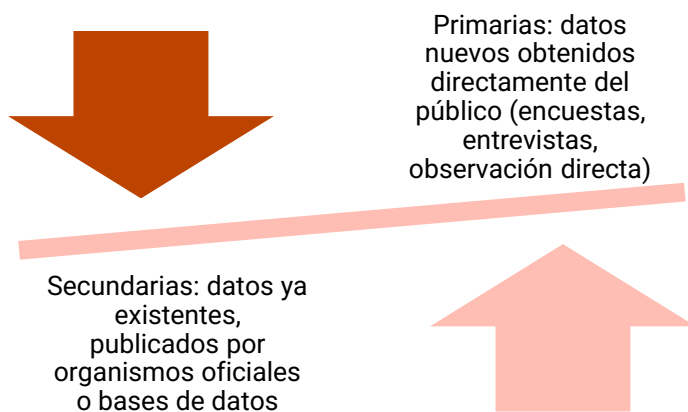 Primarias: datos
nuevos obtenidos
directamente del
público (encuestas,
entrevistas,
observación directa)
Secundarias: datos ya
existentes,
publicados por
organismos oficiales
o bases de datos